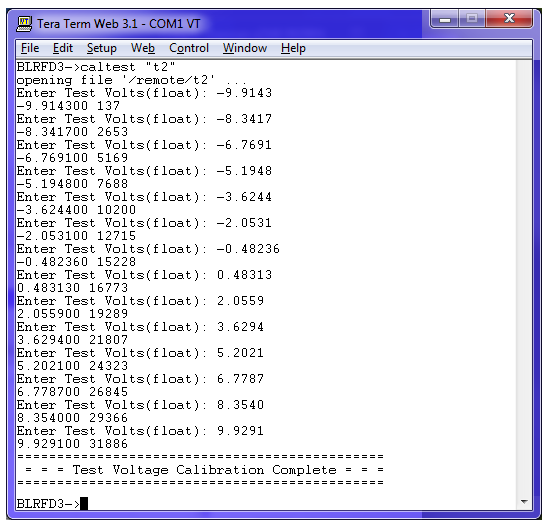 Tera Term Web 3.1 - COM1 VT
File Edit Setup Web Control Window Help
BLRFD3->caltest "t2"
opening file '/remote/t2' ...
Enter Test Volts(float): -9.9143
-9.914300 137
Enter Test Volts(float): -8.3417
-8.341700 2653
Enter Test Volts(float): -6.7691
-6.769100 5169
Enter Test Volts(float): -5.1948
-5.194800 7688
Enter Test Volts(float): -3.6244
-3.624400 10200
Enter Test Volts(float): -2.0531
-2.053100 12715
Enter Test Volts(float): -0.48236
-0.482360 15228
Enter Test Volts(float): 0.48313
0.483130 16773
Enter Test Volts(float): 2.0559
2.055900 19289
Enter Test Volts(float): 3.6294
3.629400 21807
Enter Test Volts(float): 5.2021
5.202100 24323
Enter Test Volts(float): 6.7787
6.778700 26845
Enter Test Volts(float): 8.3540
8.354000 29366
Enter Test Volts(float): 9.9291
9.929100 31886
==============================================
= = = Test Voltage Calibration Complete = = =
==============================================
BLRFD3->